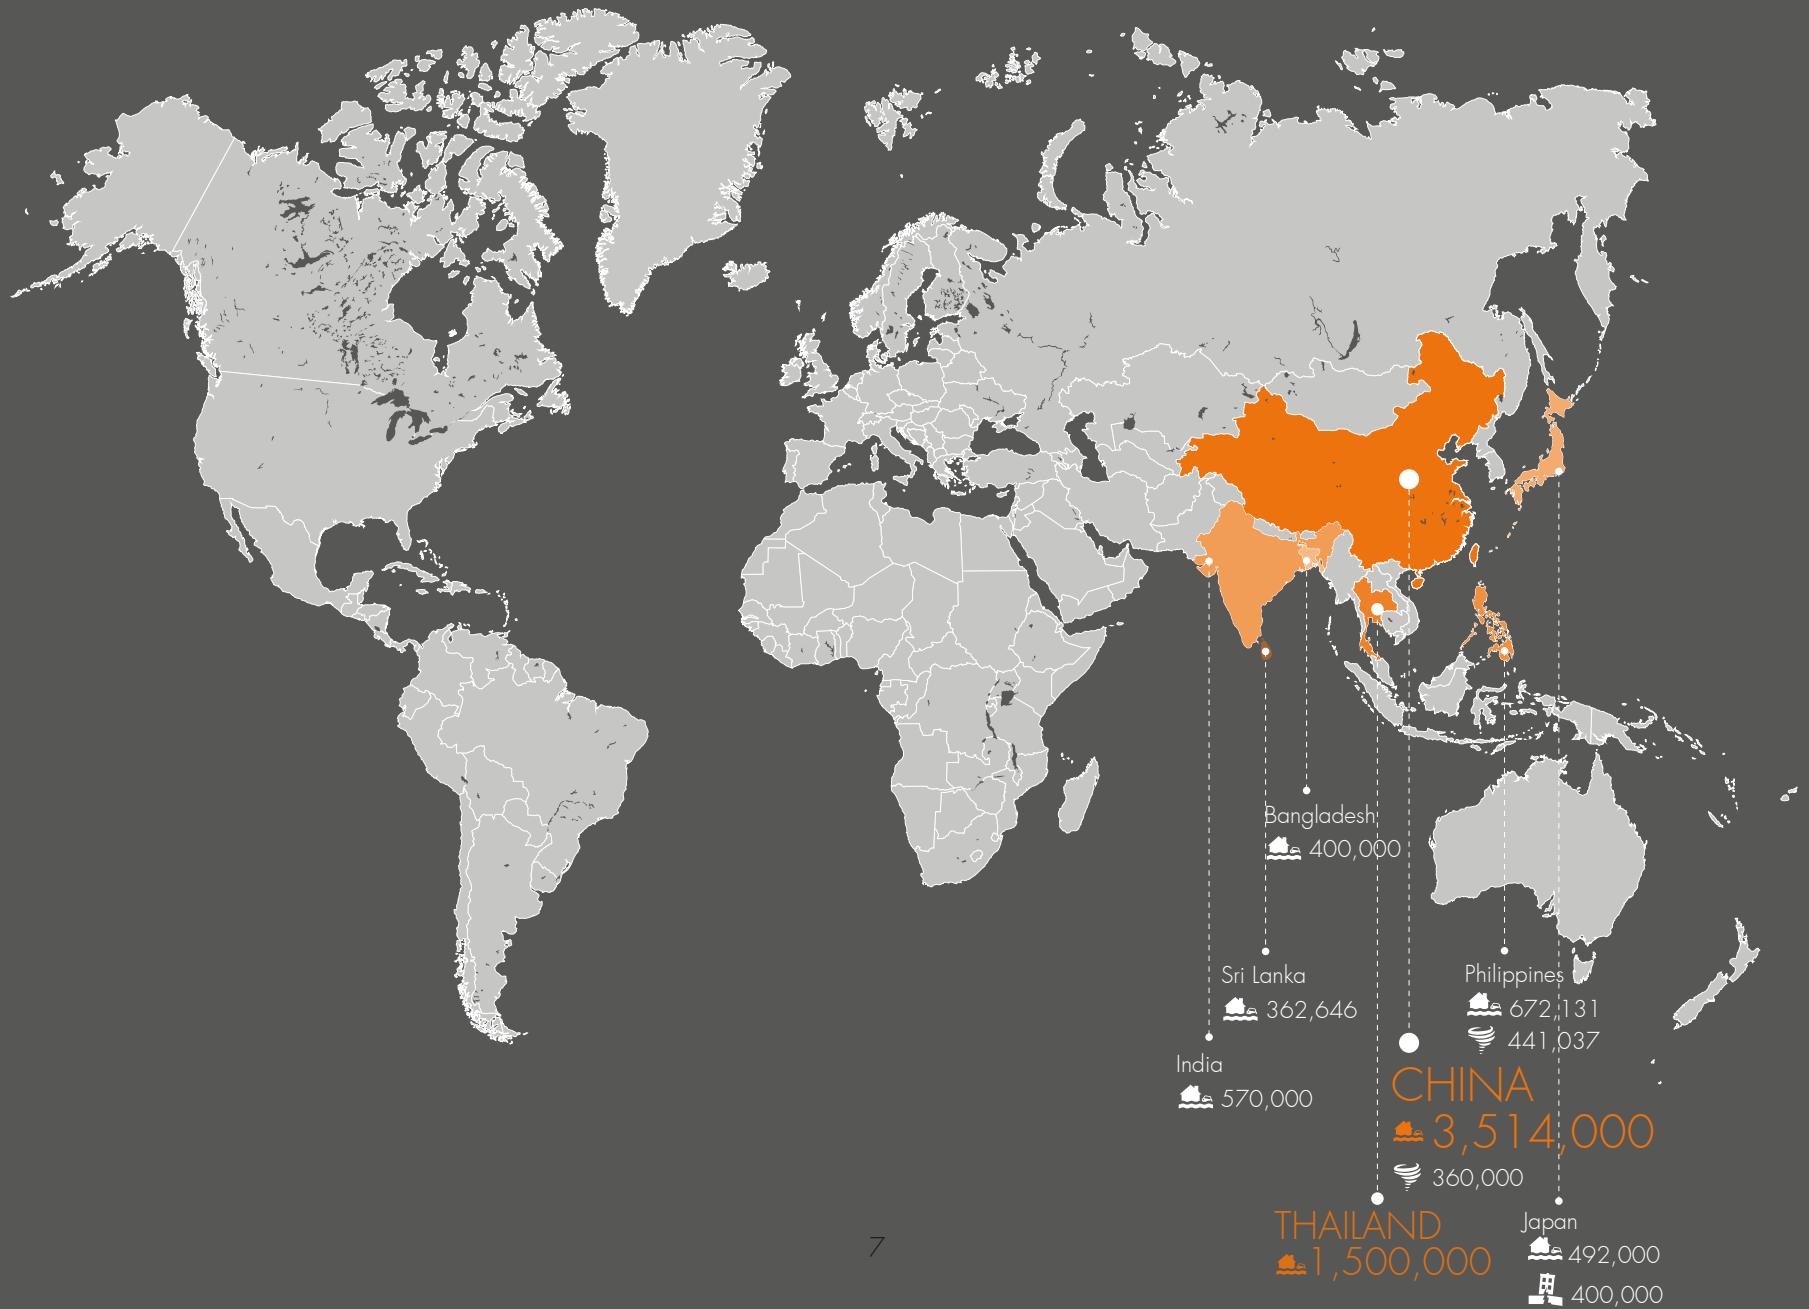 Bangladesh
400,000
Sri Lanka
362,646
Philippines
672,131
441,037
India
570,000
CHINA
3,514,000
360,000
THAILAND
1,500,000
Japan
492,000
400,000
7